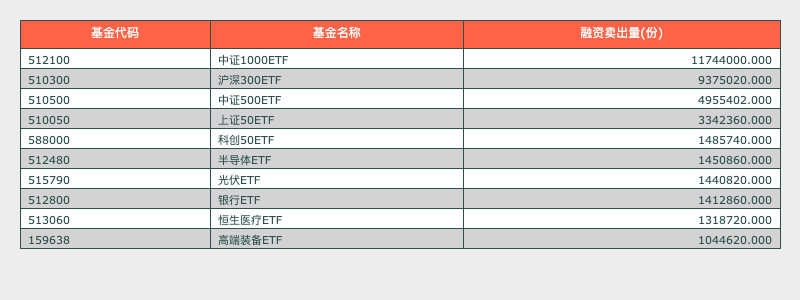 基金代码 基金名称 融资卖出量(份)
512100 中证1000ETF 11744000.000
510300 沪深300ETF 9375020.000
510500 中证500ETF 4955402.000
510050 上证50ETF 3342360.000
588000 科创50ETF 1485740.000
512480 半导体ETF 1450860.000
515790 光伏ETF 1440820.000
512800 银行ETF 1412860.000
513060 恒生医疗ETF 1318720.000
159638 高端装备ETF 1044620.000